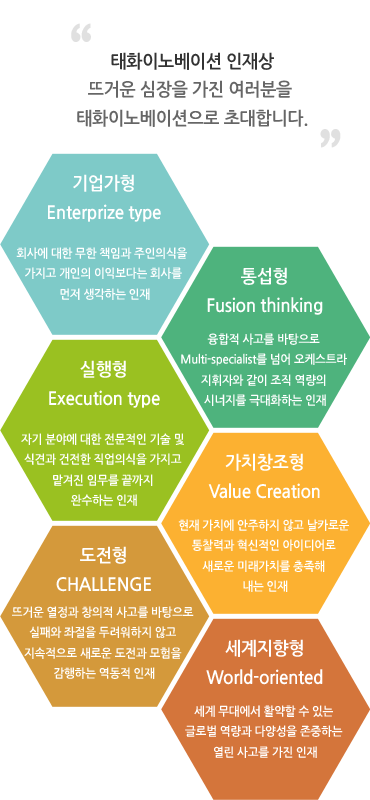 “
태화이노베이션 인재상
뜨거운 심장을 가진 여러분을
태화이노베이션으로 초대합니다.
”
기업가형
Enterprize type
회사에 대한 무한 책임과 주인의식을
가지고 개인의 이익보다는 회사를
먼저 생각하는 인재
통섭형
Fusion thinking
융합적 사고를 바탕으로
Multi-specialist를 넘어 오케스트라
지휘자와 같이 조직 역량의
시너지를 극대화하는 인재
실행형
Execution type
자기 분야에 대한 전문적인 기술 및
식견과 건전한 직업의식을 가지고
맡겨진 임무를 끝까지
완수하는 인재
가치창조형
Value Creation
현재 가치에 안주하지 않고 날카로운
통찰력과 혁신적인 아이디어로
새로운 미래가치를 충족해
내는 인재
도전형
CHALLENGE
뜨거운 열정과 창의적 사고를 바탕으로
실패와 좌절을 두려워하지 않고
지속적으로 새로운 도전과 모험을
감행하는 역동적 인재
세계지향형
World-oriented
세계 무대에서 활약할 수 있는
글로벌 역량과 다양성을 존중하는
열린 사고를 가진 인재